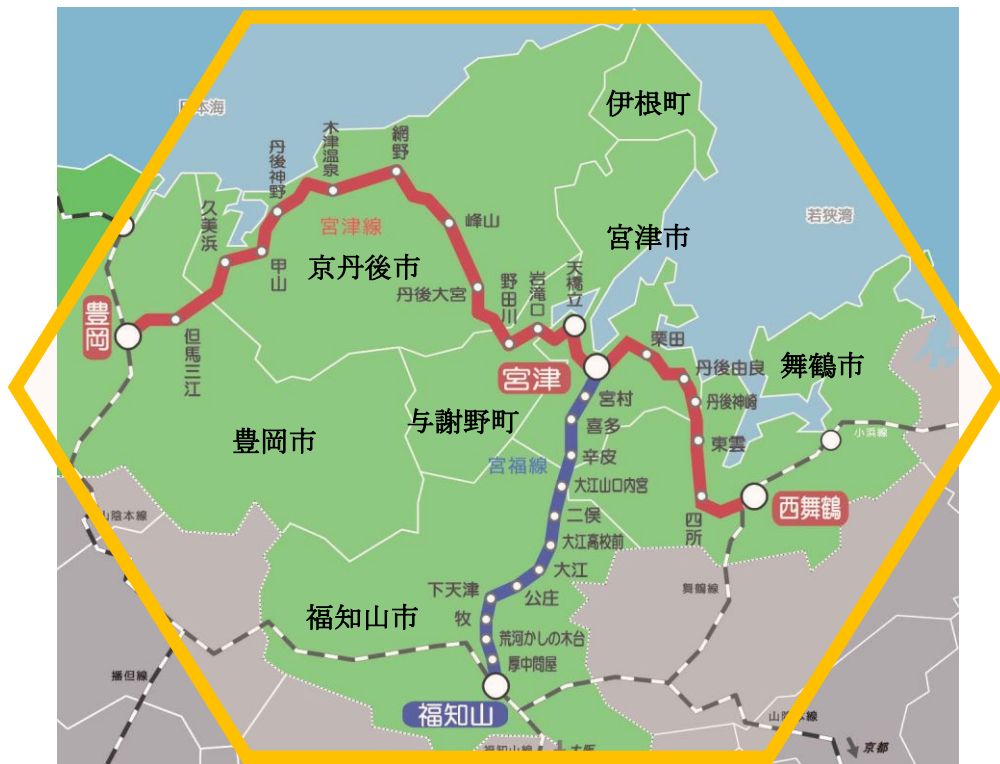 伊根町
日本海
木津温泉
網野
丹後神野
久美浜
若狭湾
宮津線
峰山
宮津市
甲山
京丹後市
天橋立
岩滝口
野田川
丹後大宮
豊岡
但馬三江
栗田
丹後由良
舞鶴市
宮津
丹後神崎
宮村
与謝野町
喜多
豊岡市
東雲
小浜線
辛皮
宮福線
大江山口内宮
西舞鶴
四所
山陰本線
二俣
大江高校前
大江
下天津
公庄
舞鶴線
福知山市
牧
荒河かしの木台
厚中問屋
播但線
福知山
山陰本線
京都
福知山線
大阪